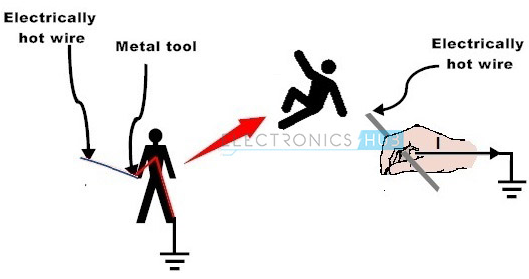 Electrically
hot wire
Metal tool
Electrically
hot wire
ELECTRONICS HUB
I